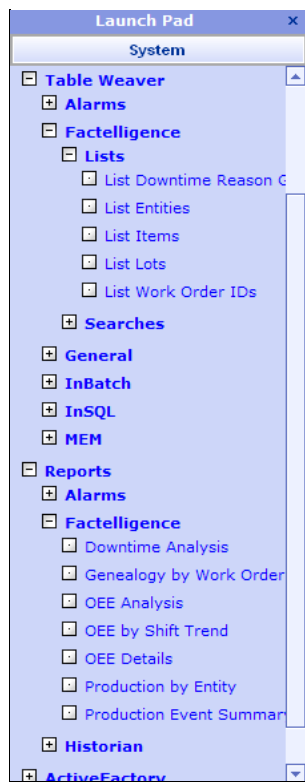 Launch Pad ×
System
Table Weaver
Alarms
Factelligence
Lists
List Downtime Reason G
List Entities
List Items
List Lots
List Work Order IDs
Searches
General
InBatch
InSQL
MEM
Reports
Alarms
Factelligence
Downtime Analysis
Genealogy by Work Order
OEE Analysis
OEE by Shift Trend
OEE Details
Production by Entity
Production Event Summar
Historian
ActiveFactory